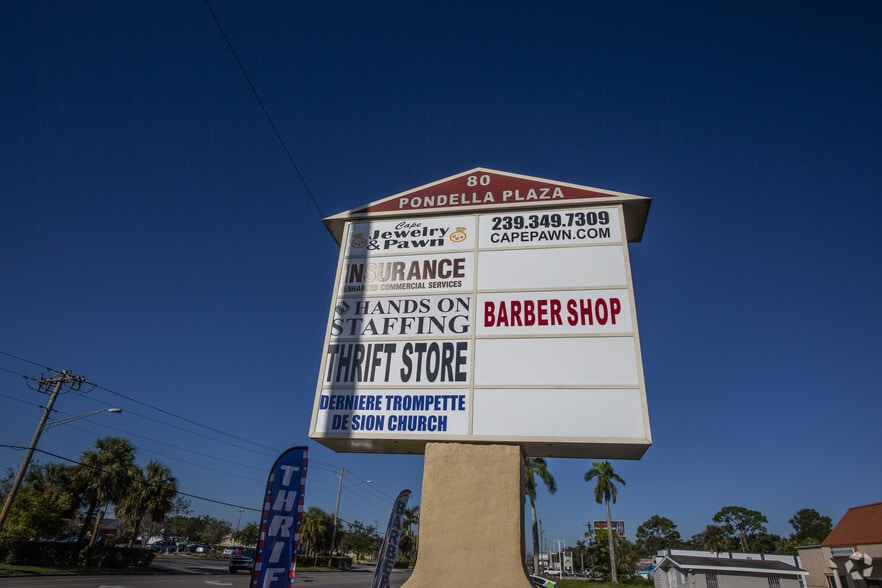 80
PONDELLA PLAZA
Cape
Jewelry
& Pawn
239.349.7309
CAPEPAWN.COM
INSURANCE
ENHANCED COMMERCIAL SERVICES
HANDS ON
STAFFING
BARBER SHOP
THRIFT STORE
DERNIERE TROMPETTE
DE SION CHURCH
THRIF
BARBER